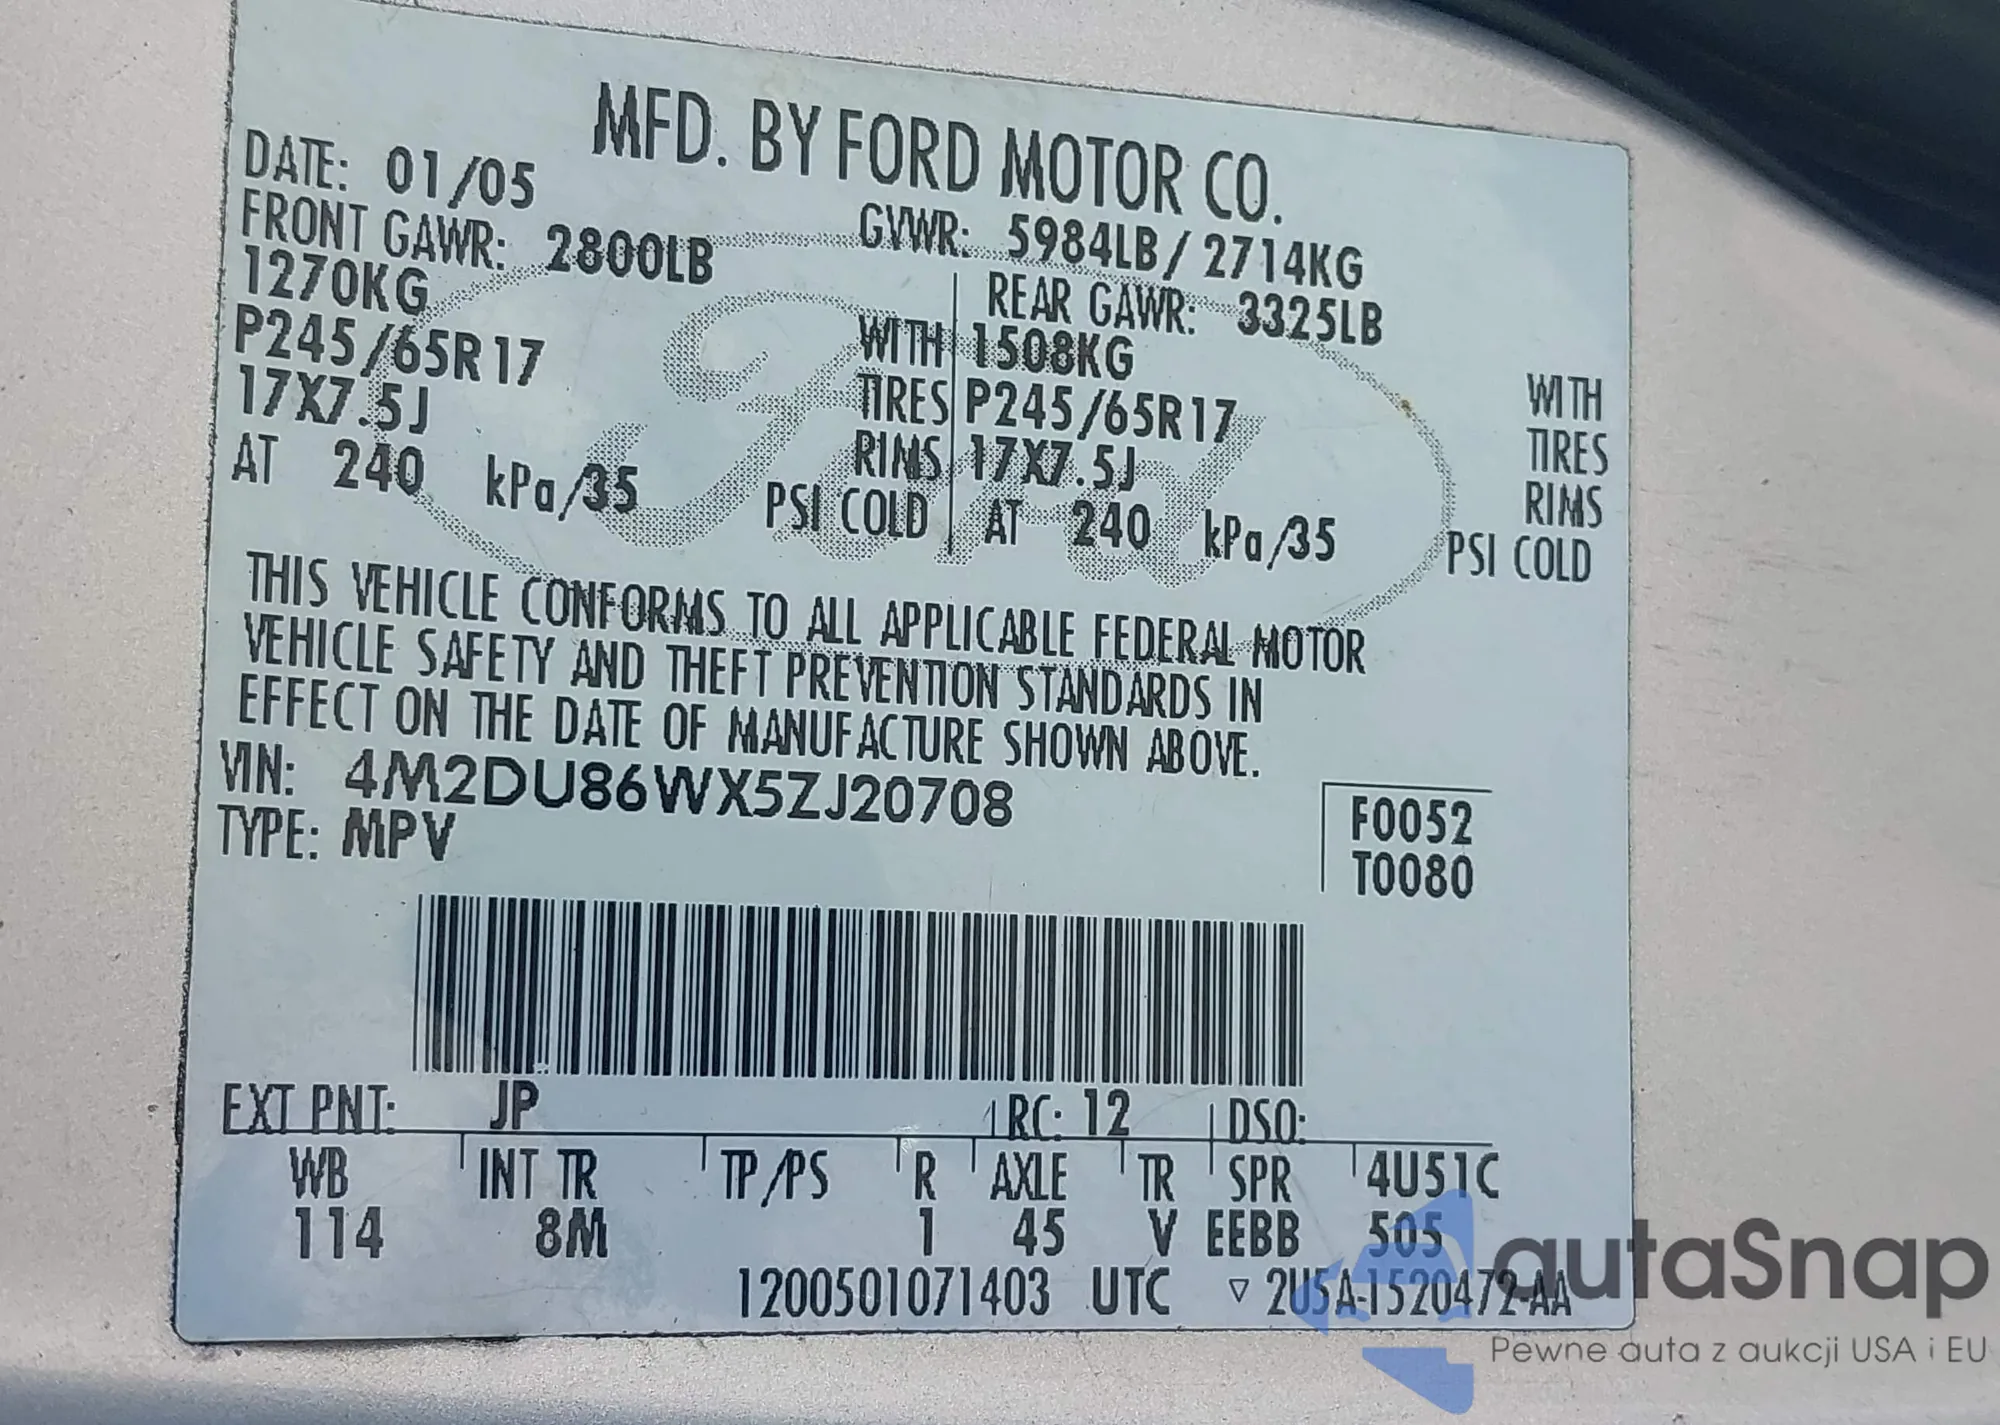 MFD. BY FORD MOTOR CO.
DATE: 01/05 GVWR: 5984LB / 2714KG
FRONT GAWR: 2800LB REAR GAWR: 3325LB
1270KG WITH 1508KG WITH
P245/65R17 TIRES P245/65R17 TIRES
17X7.5J RIMS 17X7.5J RIMS
AT 240 kPa/35 PSI COLD AT 240 kPa/35 PSI COLD
Ford
THIS VEHICLE CONFORMS TO ALL APPLICABLE FEDERAL MOTOR
VEHICLE SAFETY AND THEFT PREVENTION STANDARDS IN
EFFECT ON THE DATE OF MANUFACTURE SHOWN ABOVE.
VIN: 4M2DU86WX5ZJ20708 F0052
TYPE: MPV T0080
EXT PNT: JP RC: 12 DSO:
WB INT TR TP/PS R AXLE TR SPR 4U51C
114 8M 1 45 V EEBB 505
1200501071403 UTC ▽ 2U5A-1520472-AA
autaSnap
Pewne auta z aukcji USA i EU